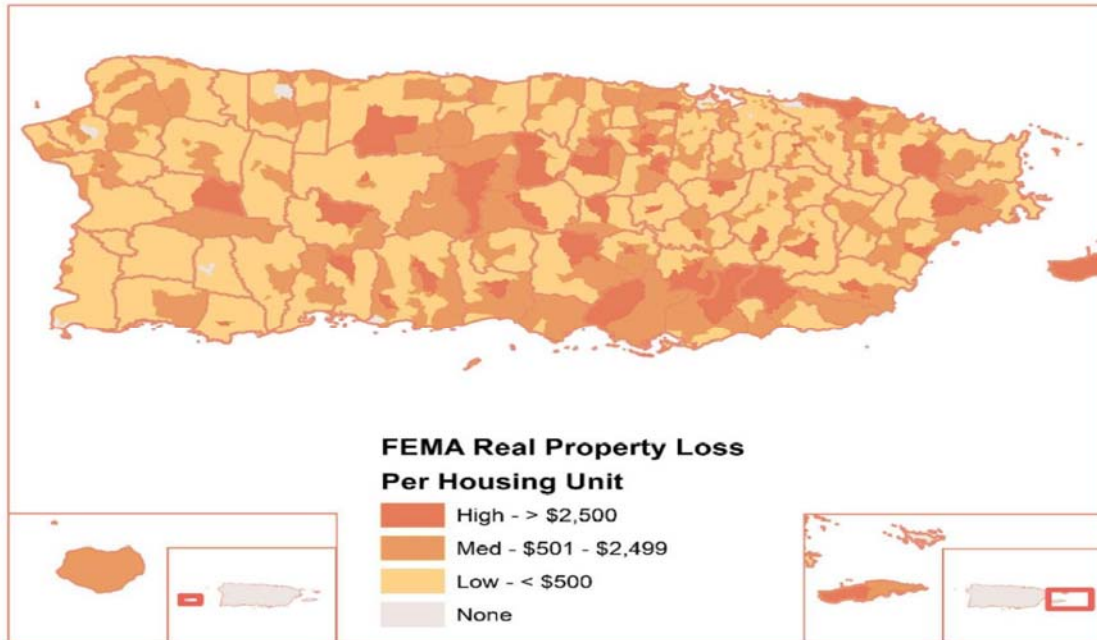 FEMA Real Property Loss
Per Housing Unit
High - > $2,500
Med - $501 - $2,499
Low - < $500
None